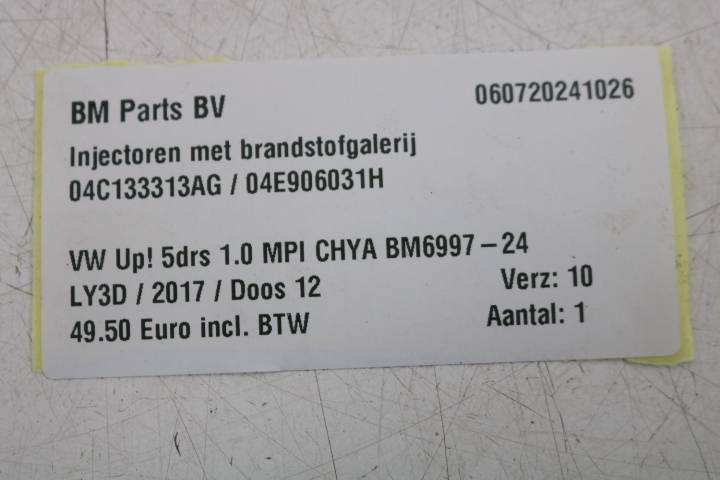 BM Parts BV 060720241026
Injectoren met brandstofgalerij
04C133313AG / 04E906031H
VW Up! 5drs 1.0 MPI CHYA BM6997-24
LY3D / 2017 / Doos 12 Verz: 10
49.50 Euro incl. BTW Aantal: 1